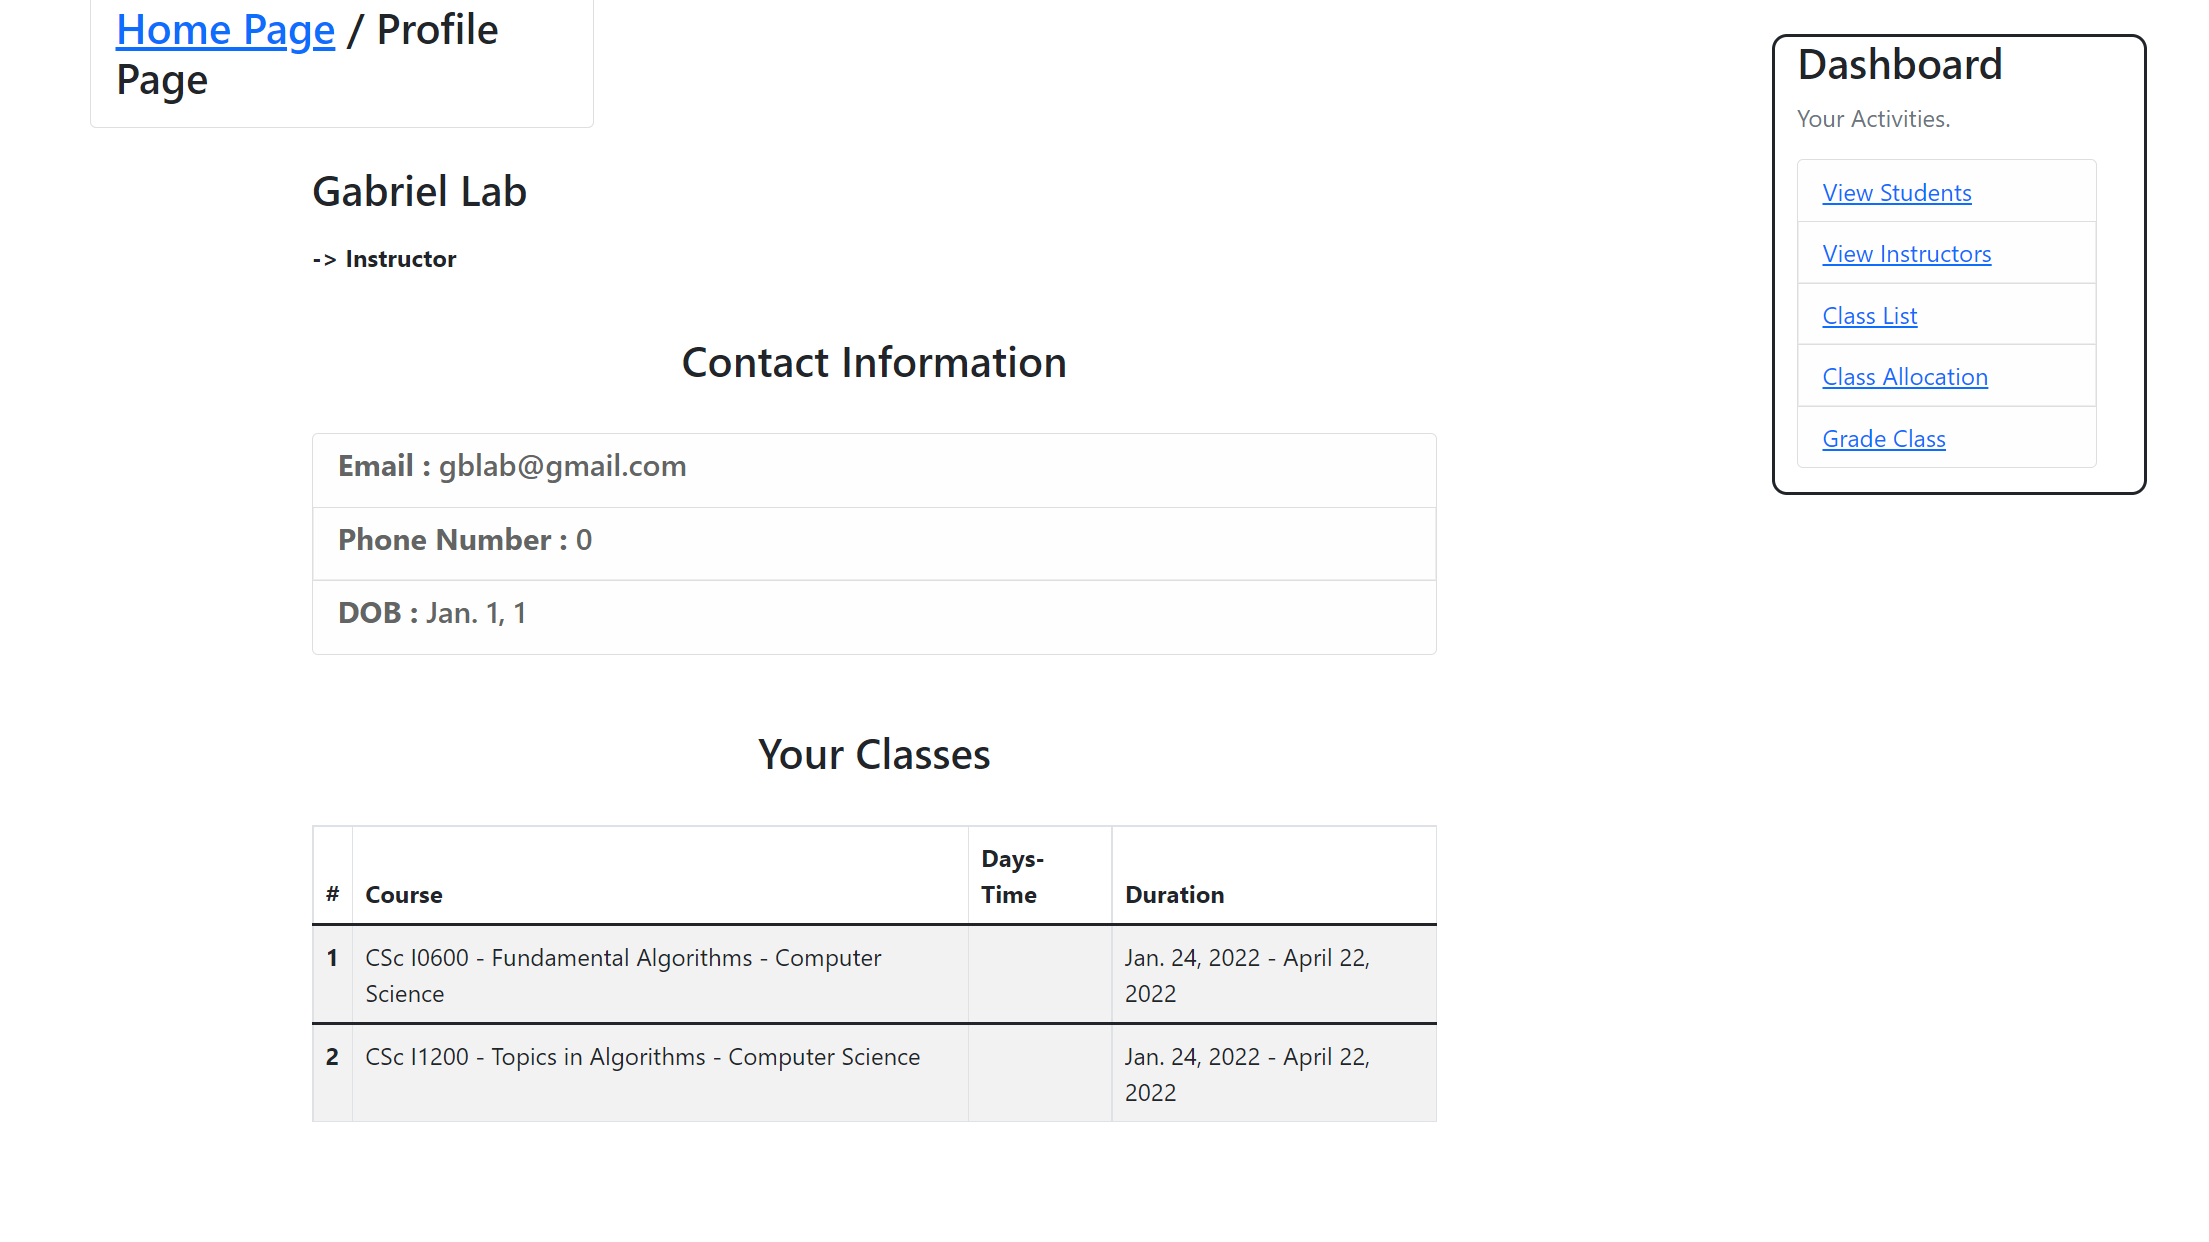 Home Page / Profile
Page
Gabriel Lab
-> Instructor
Contact Information
Email : gblab@gmail.com
Phone Number : 0
DOB : Jan. 1, 1
Your Classes
# Course Days-Time Duration
1 CSc I0600 - Fundamental Algorithms - Computer Science Jan. 24, 2022 - April 22, 2022
2 CSc I1200 - Topics in Algorithms - Computer Science Jan. 24, 2022 - April 22, 2022
Dashboard
Your Activities.
View Students
View Instructors
Class List
Class Allocation
Grade Class